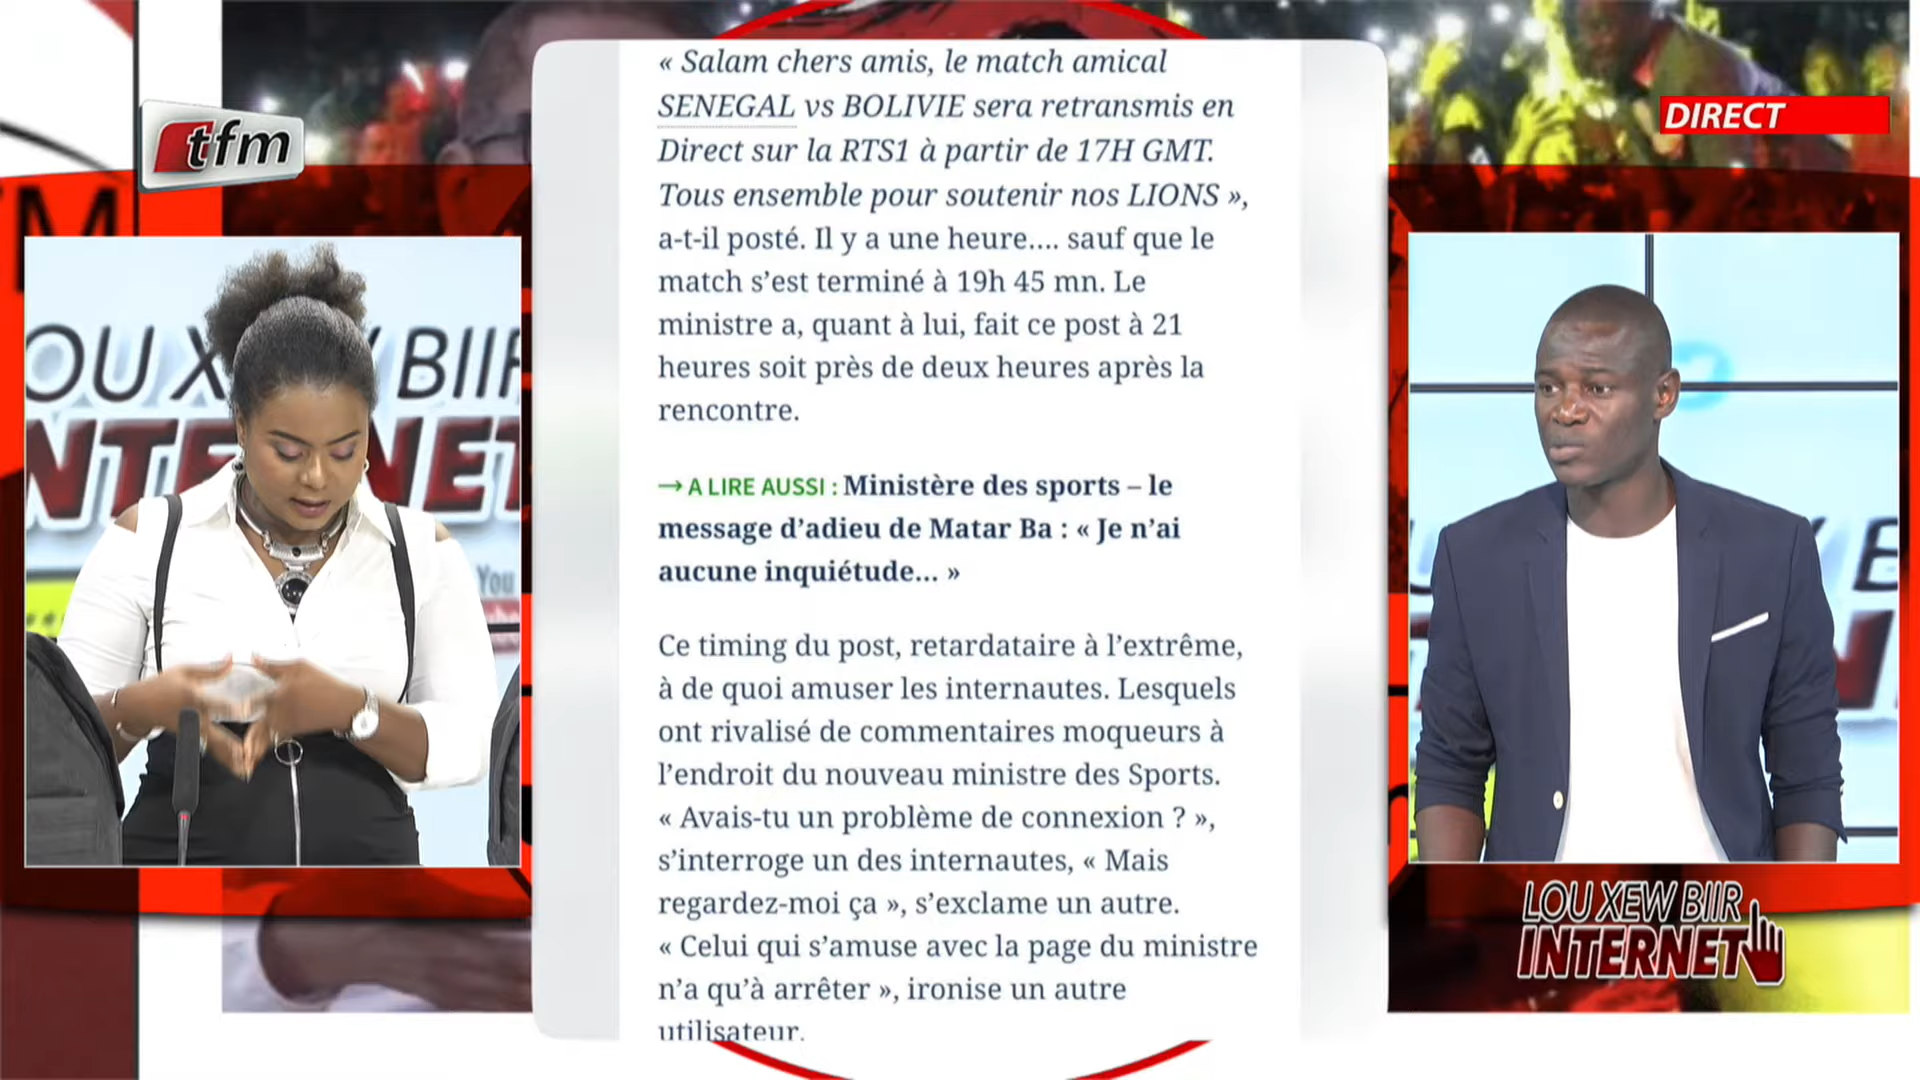 tfm
DIRECT
« Salam chers amis, le match amical
SENEGAL vs BOLIVIE sera retransmis en
Direct sur la RTS1 à partir de 17H GMT.
Tous ensemble pour soutenir nos LIONS »,
a-t-il posté. Il y a une heure…. sauf que le
match s’est terminé à 19h 45 mn. Le
ministre a, quant à lui, fait ce post à 21
heures soit près de deux heures après la
rencontre.
→ A LIRE AUSSI : Ministère des sports – le
message d’adieu de Matar Ba : « Je n’ai
aucune inquiétude… »
Ce timing du post, retardataire à l’extrême,
à de quoi amuser les internautes. Lesquels
ont rivalisé de commentaires moqueurs à
l’endroit du nouveau ministre des Sports.
« Avais-tu un problème de connexion ? »,
s’interroge un des internautes, « Mais
regardez-moi ça », s’exclame un autre.
« Celui qui s’amuse avec la page du ministre
n’a qu’à arrêter », ironise un autre
utilisateur.
OU X BIIR
NTE NET
You
LOU XEW BIIR
INTERNET